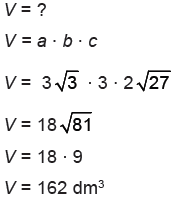 V = ?
V = a · b · c
V = 3√3 · 3 · 2√27
V = 18√81
V = 18 · 9
V = 162 dm³